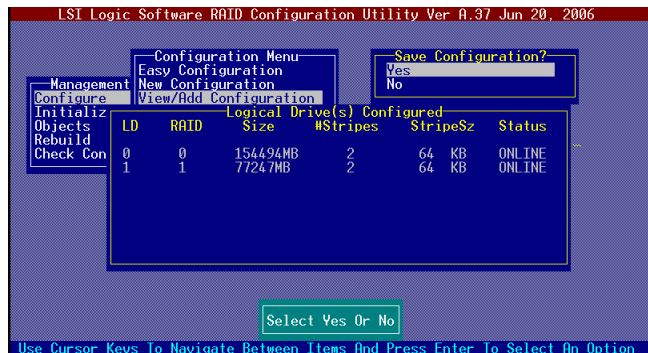 LSI Logic Software RAID Configuration Utility Ver A.37 Jun 20, 2006
Configuration Menu
Easy Configuration
New Configuration
View/Add Configuration
Save Configuration?
Yes
No
Management
Configure
Initializ
Objects
Rebuild
Check Con
Logical Drive(s) Configured
LD RAID Size #Stripes StripeSz Status
0 0 154494MB 2 64 KB ONLINE
1 1 77247MB 2 64 KB ONLINE
Select Yes Or No
Use Cursor Keys To Navigate Between Items And Press Enter To Select An Option